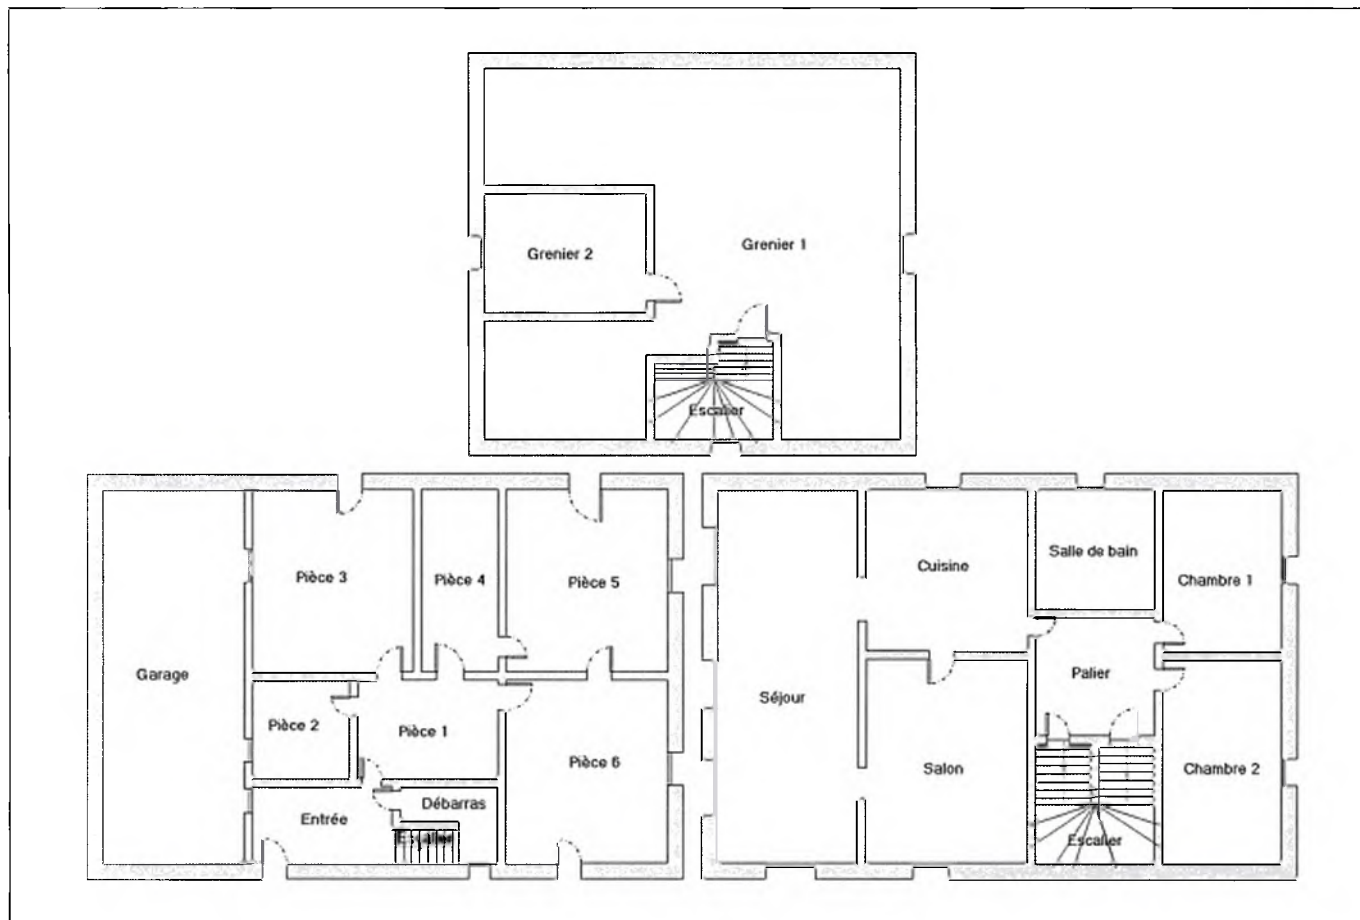 Grenier 2
Grenier 1
Escalier
Pièce 3
Pièce 4
Pièce 5
Garage
Pièce 2
Pièce 1
Pièce 6
Entrée
Débarras
Escalier
Cuisine
Salle de bain
Chambre 1
Séjour
Palier
Salon
Chambre 2
Escalier